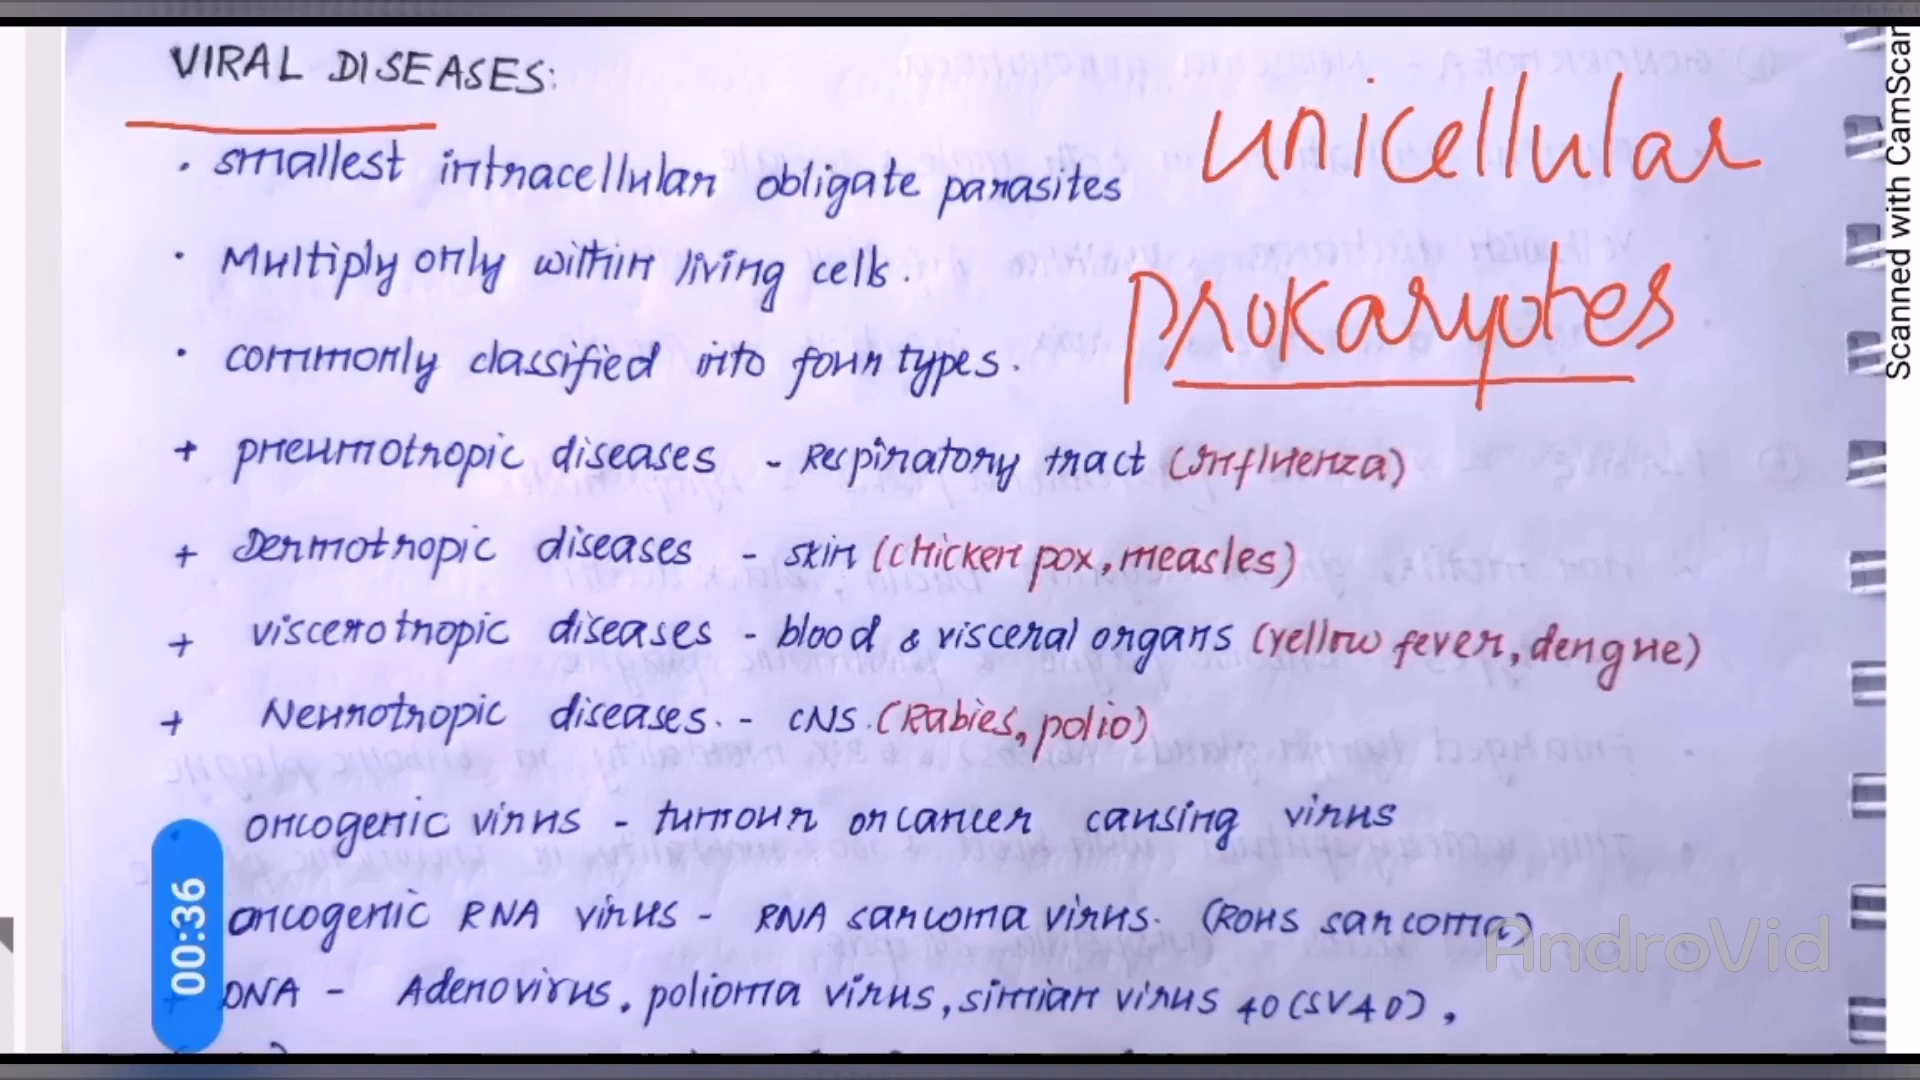 VIRAL DISEASES:
unicellular
• smallest intracellular obligate parasites
• Multiply only within living cells.
prokaryotes
• commonly classified into four types.
+ pneumotropic diseases - Respiratory tract (Influenza)
+ Dermotropic diseases - skin (chicken pox, measles)
+ viscerotropic diseases - blood & visceral organs (Yellow fever, dengue)
+ Neurotropic diseases. - CNS. (Rabies, polio)
oncogenic virus - tumour or cancer causing virus
oncogenic RNA virus - RNA sarcoma virus. (Rous sarcoma)
+ DNA - Adenovirus, polioma virus, simian virus 40 (SV40),
00:36
AndroVid
Scanned with CamScan